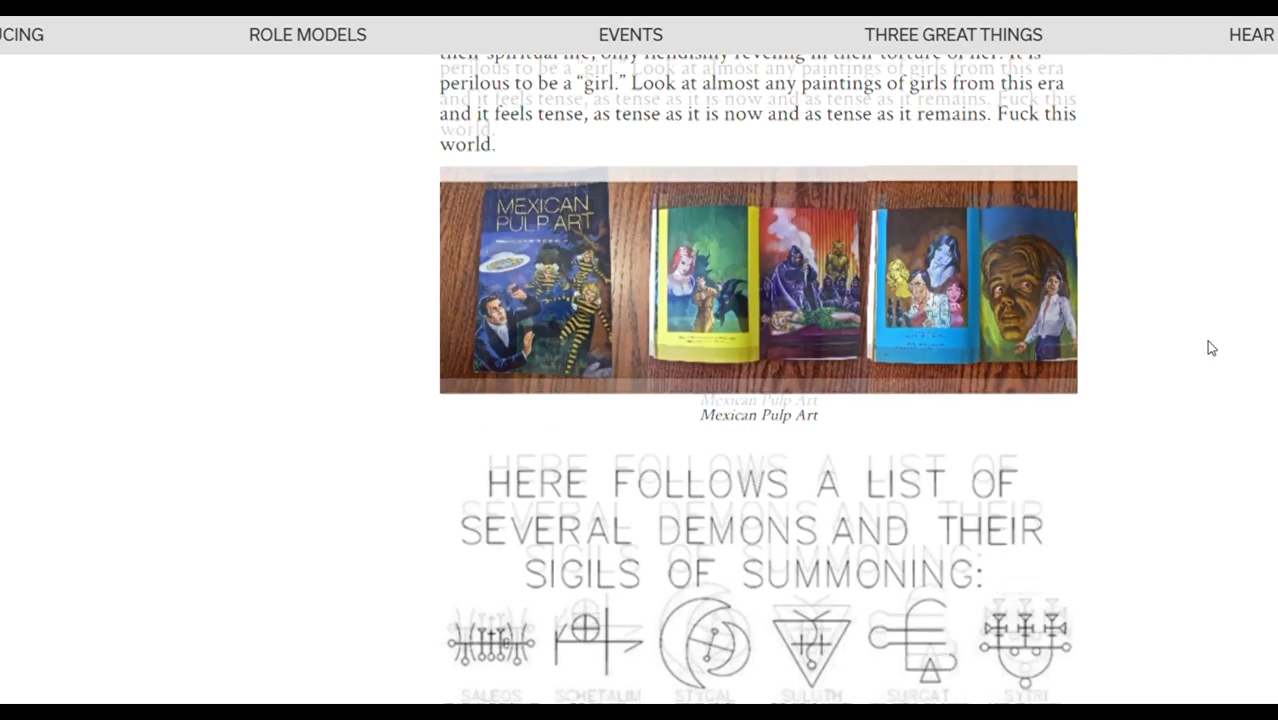 UCING ROLE MODELS EVENTS THREE GREAT THINGS HEAR
their spiritual life, only fiendishly reveling in their torture of her. It is
perilous to be a “girl.” Look at almost any paintings of girls from this era
and it feels tense, as tense as it is now and as tense as it remains. Fuck this
world.
MEXICAN
PULP ART
Mexican Pulp Art
HERE FOLLOWS A LIST OF
SEVERAL DEMONS AND THEIR
SIGILS OF SUMMONING:
SALEOS SCHETALIM STYGAL SULUTH SURGAT SYTRI